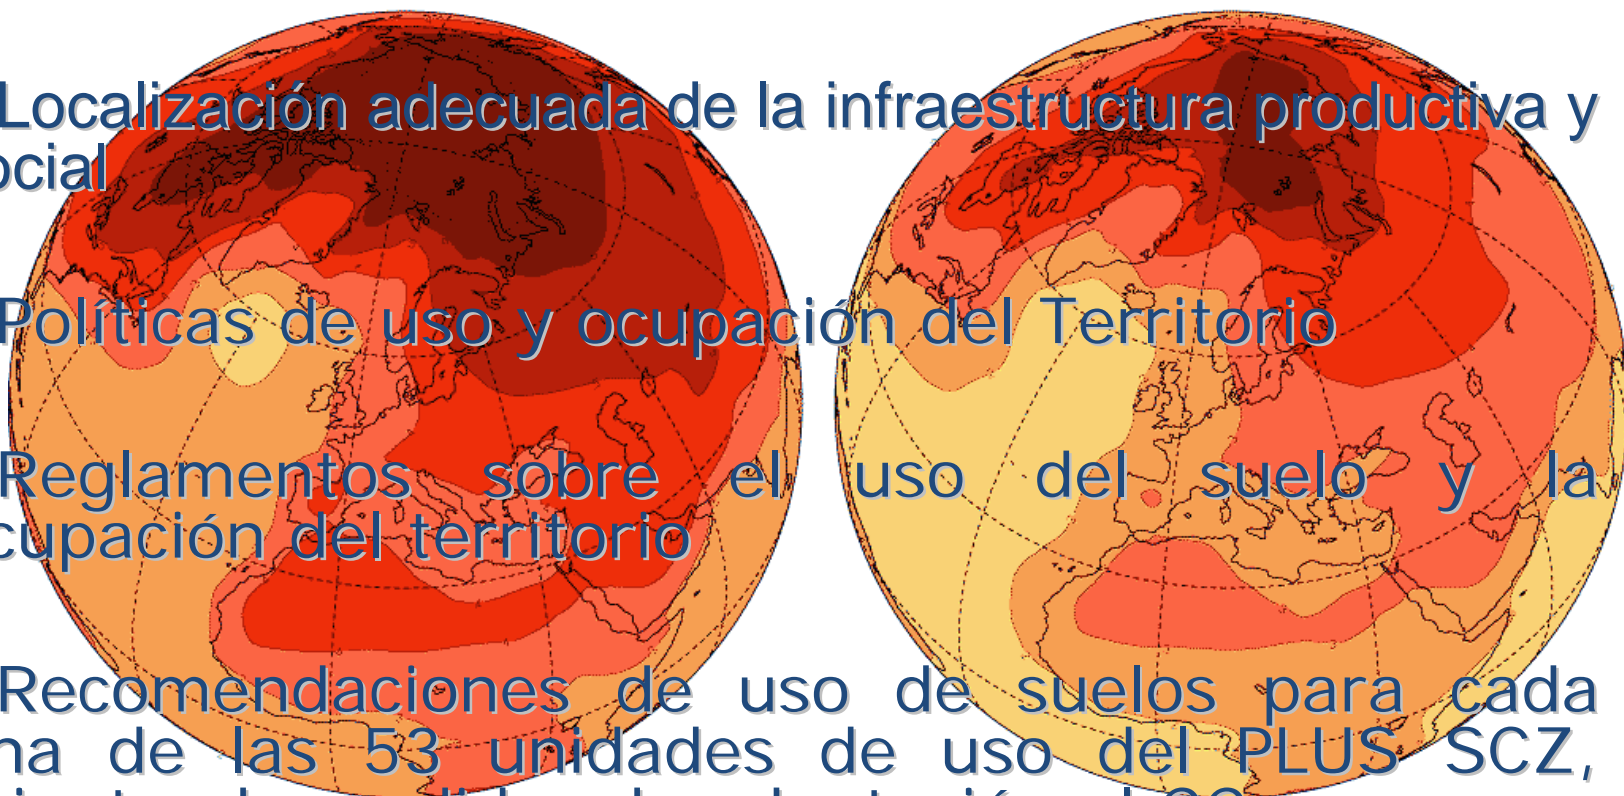 Localización adecuada de la infraestructura productiva y
ocial
Políticas de uso y ocupación del Territorio
Reglamentos sobre el uso del suelo y la
cupación del territorio
Recomendaciones de uso de suelos para cada
na de las 53 unidades de uso del PLUS SCZ,